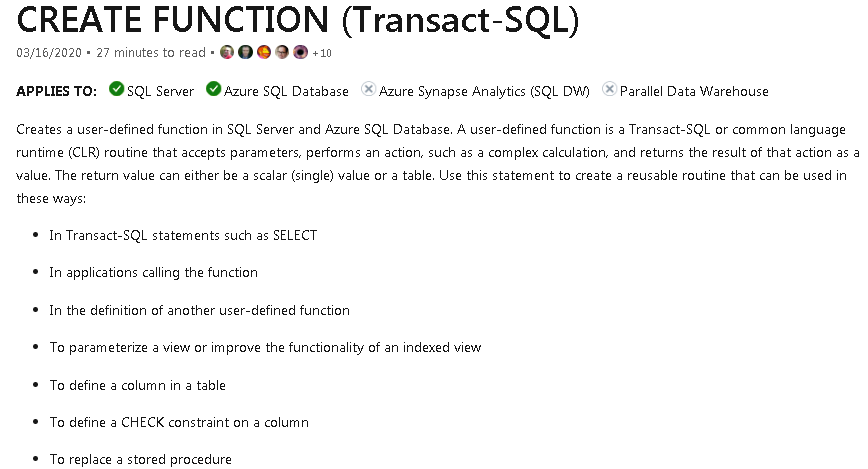 CREATE FUNCTION (Transact-SQL)
03/16/2020 • 27 minutes to read • +10
APPLIES TO: SQL Server Azure SQL Database Azure Synapse Analytics (SQL DW) Parallel Data Warehouse
Creates a user-defined function in SQL Server and Azure SQL Database. A user-defined function is a Transact-SQL or common language
runtime (CLR) routine that accepts parameters, performs an action, such as a complex calculation, and returns the result of that action as a
value. The return value can either be a scalar (single) value or a table. Use this statement to create a reusable routine that can be used in
these ways:
• In Transact-SQL statements such as SELECT
• In applications calling the function
• In the definition of another user-defined function
• To parameterize a view or improve the functionality of an indexed view
• To define a column in a table
• To define a CHECK constraint on a column
• To replace a stored procedure